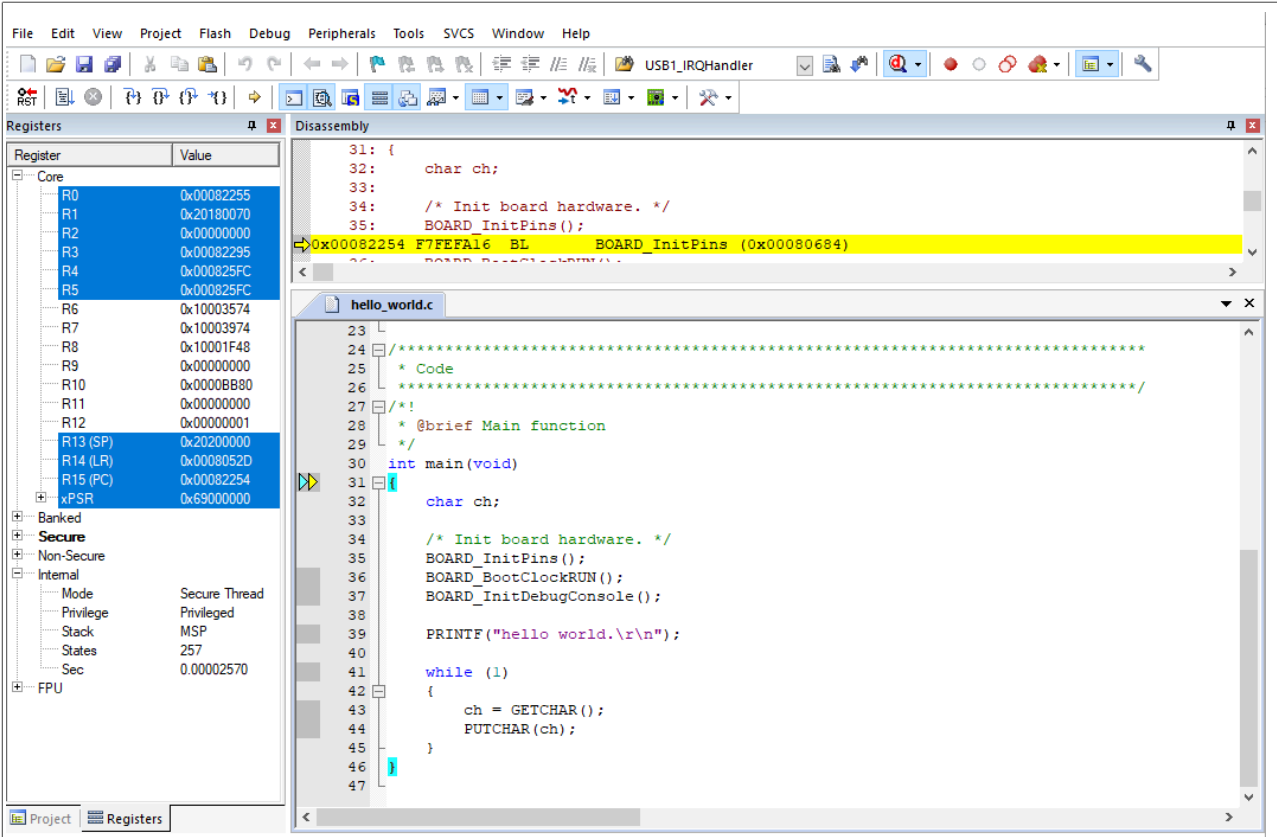 File Edit View Project Flash Debug Peripherals Tools SVCS Window Help
USB1_IRQHandler
RST
Registers
Register Value
Core
R0 0x00082255
R1 0x20180070
R2 0x00000000
R3 0x00082295
R4 0x000825FC
R5 0x000825FC
R6 0x10003574
R7 0x10003974
R8 0x10001F48
R9 0x00000000
R10 0x0000BB80
R11 0x00000000
R12 0x00000001
R13 (SP) 0x20200000
R14 (LR) 0x0008052D
R15 (PC) 0x00082254
xPSR 0x69000000
Banked
Secure
Non-Secure
Internal
Mode Secure Thread
Privilege Privileged
Stack MSP
States 257
Sec 0.00002570
FPU
Project Registers
Disassembly
31: {
32: char ch;
33:
34: /* Init board hardware. */
35: BOARD_InitPins();
0x00082254 F7FEFA16 BL BOARD_InitPins (0x00080684)
36: BOARD_BootClockRUN();
hello_world.c
23
24 /*******************************************************************************
25 * Code
26 ******************************************************************************/
27 /*!
28 * @brief Main function
29 */
30 int main(void)
31 {
32 char ch;
33
34 /* Init board hardware. */
35 BOARD_InitPins();
36 BOARD_BootClockRUN();
37 BOARD_InitDebugConsole();
38
39 PRINTF("hello world.\r\n");
40
41 while (1)
42 {
43 ch = GETCHAR();
44 PUTCHAR(ch);
45 }
46 }
47